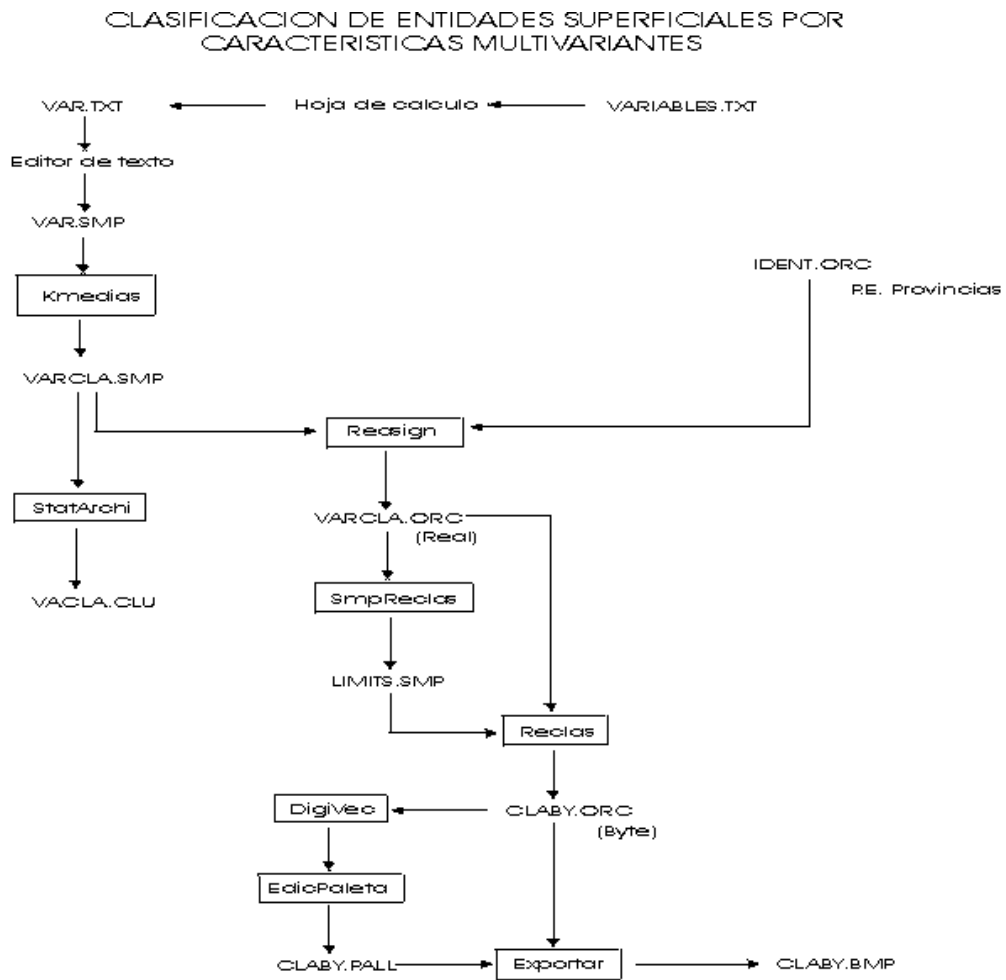 CLASIFICACION DE ENTIDADES SUPERFICIALES POR
CARACTERISTICAS MULTIVARIANTES
VAR.TXT
Hoja de calculo
VARIABLES.TXT
Editor de texto
VAR.SMP
IDENT.ORC
P.E. Provincias
Kmedias
VARCLA.SMP
Reasign
StatArchi
VARCLA.ORC
(Real)
VACLA.CLU
SmpReclas
LIMITS.SMP
Reclas
DigiVec
CLABY.ORC
(Byte)
EdicPaleta
CLABY.PALL
Exportar
CLABY.BMP